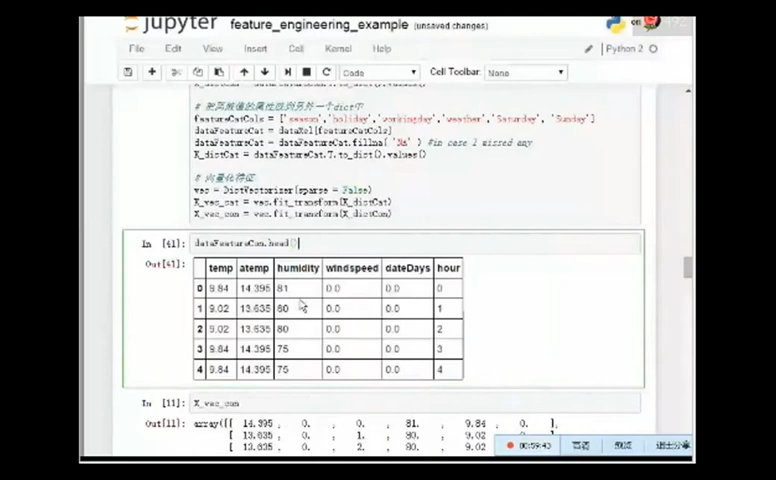 jupyter feature_engineering_example (unsaved changes)
File Edit View Insert Cell Kernel Help Python 2
Code Cell Toolbar: None
# 把离散值的属性放到另外一个dict中
featureCatCols = ['season','holiday','workingday','weather','Saturday', 'Sunday']
dataFeatureCat = dataRel[featureCatCols]
dataFeatureCat = dataFeatureCat.fillna( 'NA' ) #in case I missed any
X_dictCat = dataFeatureCat.T.to_dict().values()
# 向量化特征
vec = DictVectorizer(sparse = False)
X_vec_cat = vec.fit_transform(X_dictCat)
X_vec_con = vec.fit_transform(X_dictCon)
In [41]: dataFeatureCon.head()
Out[41]:
temp atemp humidity windspeed dateDays hour
0 9.84 14.395 81 0.0 0.0 0
1 9.02 13.635 80 0.0 0.0 1
2 9.02 13.635 80 0.0 0.0 2
3 9.84 14.395 75 0.0 0.0 3
4 9.84 14.395 75 0.0 0.0 4
In [11]: X_vec_con
Out[11]: array([[ 14.395 , 0. , 0. , 81. , 9.84 , 0. ],
[ 13.635 , 0. , 1. , 80. , 9.02
[ 13.635 , 0. , 2. , 80. , 9.02
00:59:43 退出分享